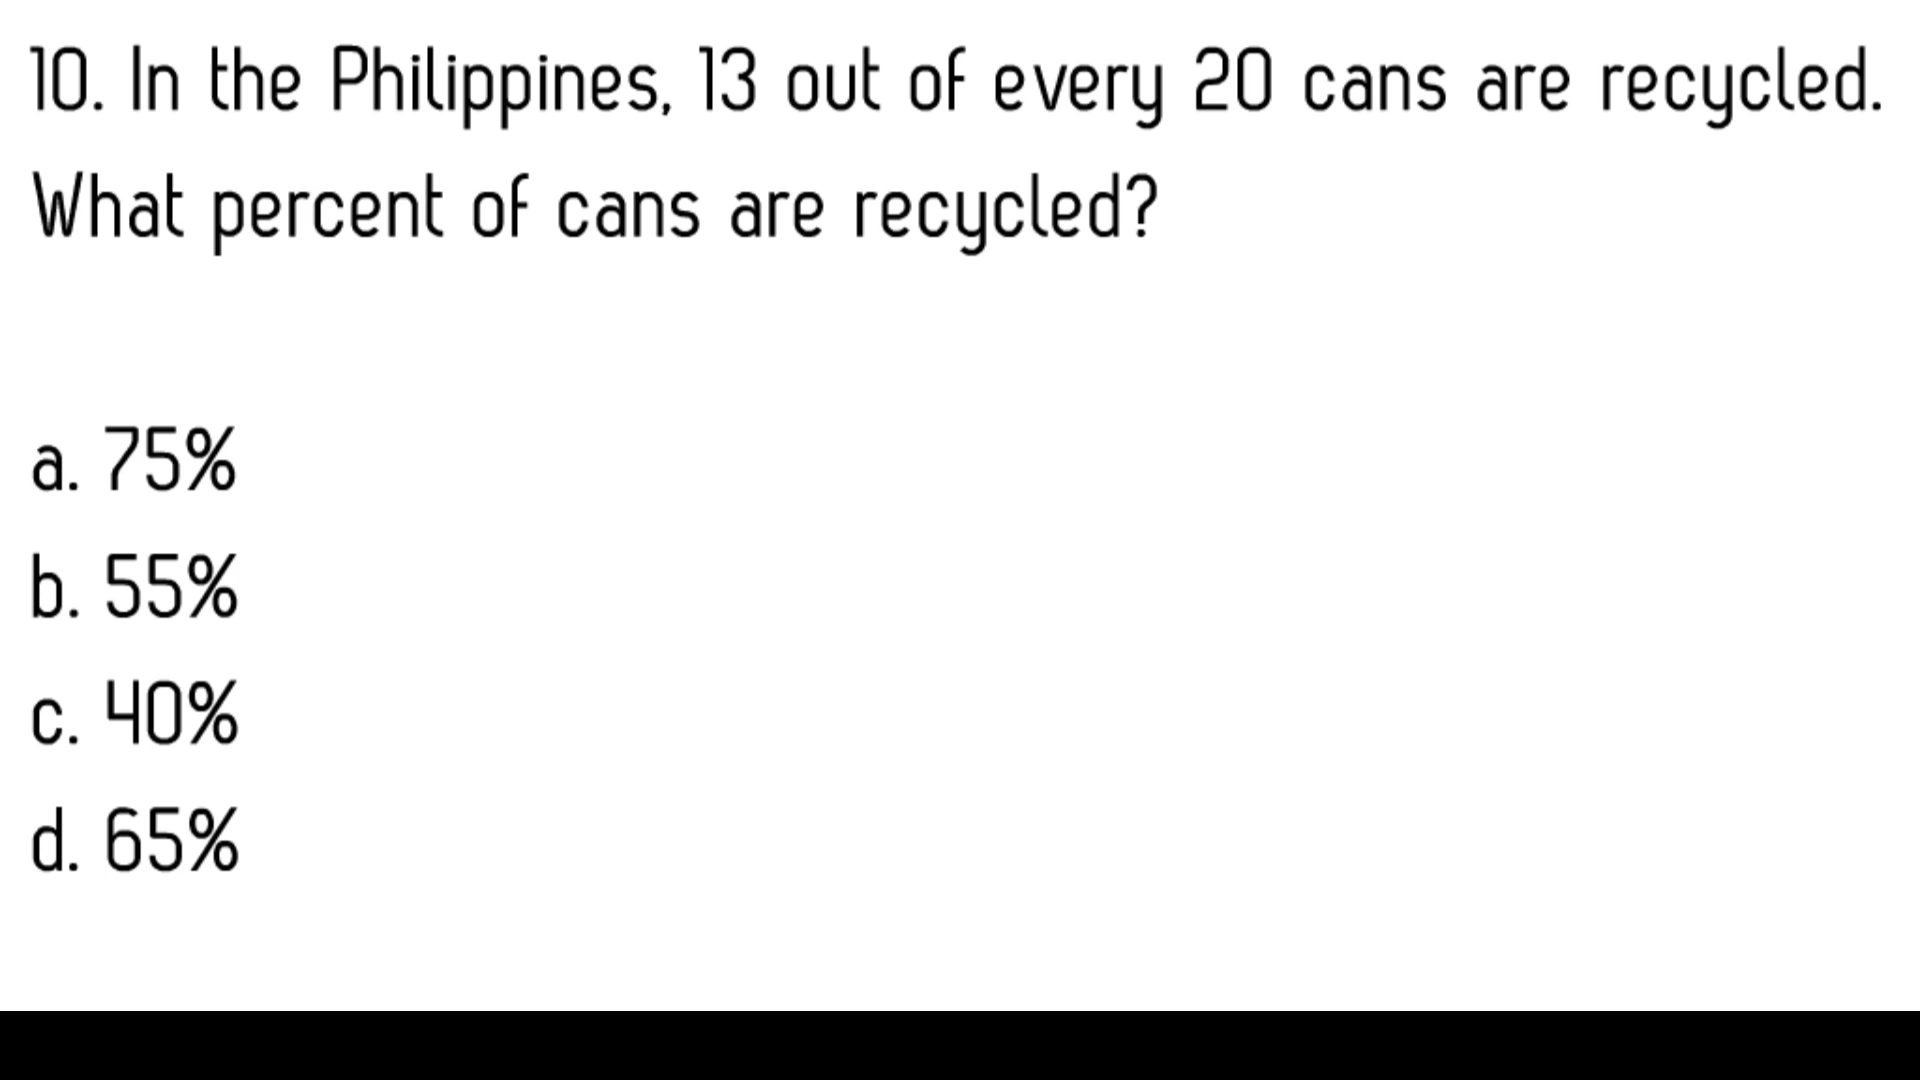 10. In the Philippines, 13 out of every 20 cans are recycled.
What percent of cans are recycled?
a. 75%
b. 55%
c. 40%
d. 65%